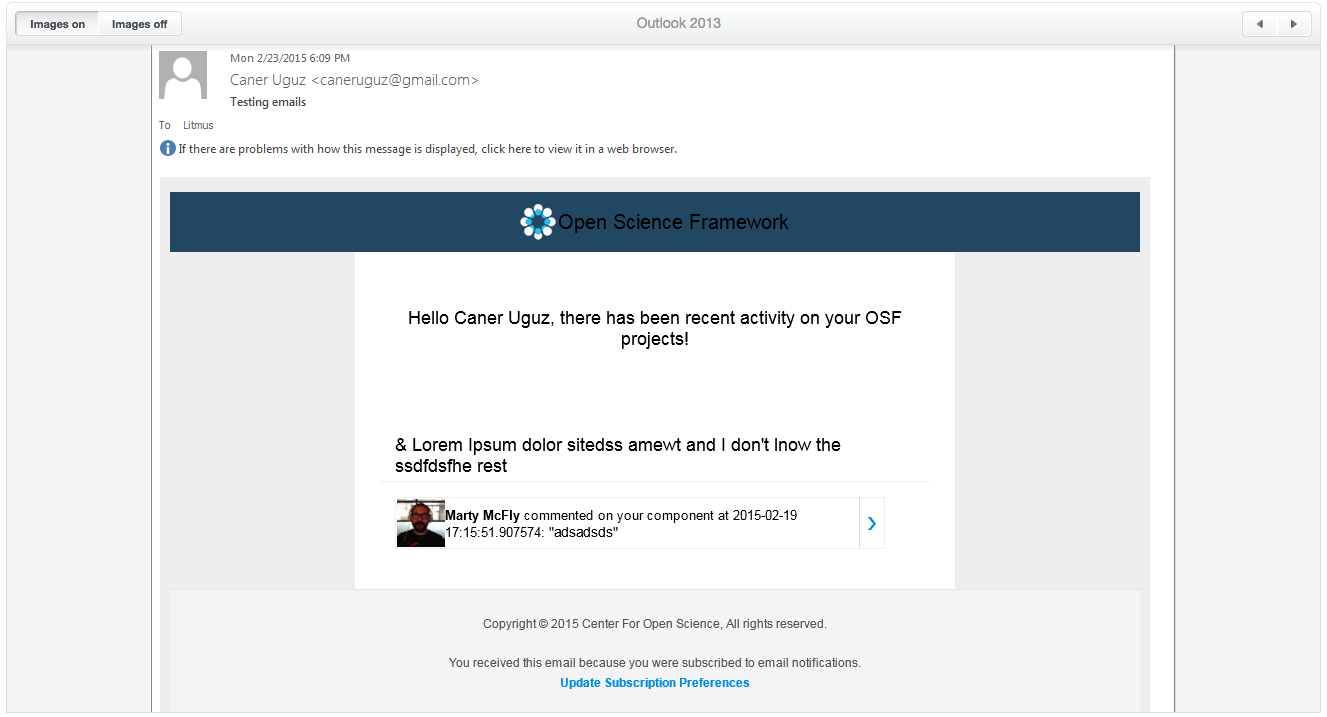 Images on Images off Outlook 2013
Mon 2/23/2015 6:09 PM
Caner Uguz <caneruguz@gmail.com>
Testing emails
To Litmus
If there are problems with how this message is displayed, click here to view it in a web browser.
Open Science Framework
Hello Caner Uguz, there has been recent activity on your OSF
projects!
& Lorem Ipsum dolor sitedss amewt and I don't lnow the
ssdfdsfhe rest
Marty McFly commented on your component at 2015-02-19
17:15:51.907574: "adsadsds"
Copyright © 2015 Center For Open Science, All rights reserved.
You received this email because you were subscribed to email notifications.
Update Subscription Preferences